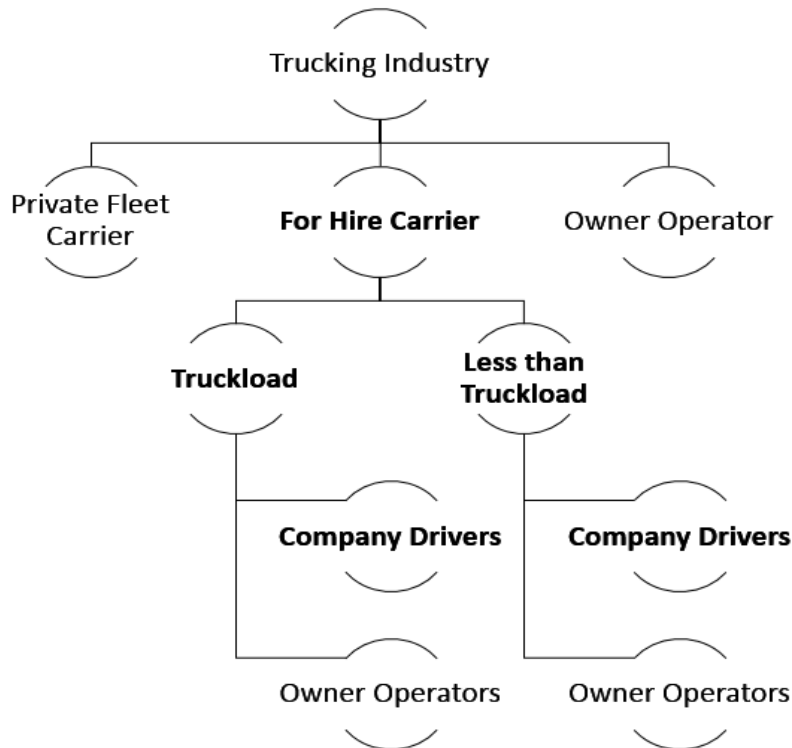 Trucking Industry
Private Fleet
Carrier
For Hire Carrier
Owner Operator
Truckload
Less than
Truckload
Company Drivers
Company Drivers
Owner Operators
Owner Operators